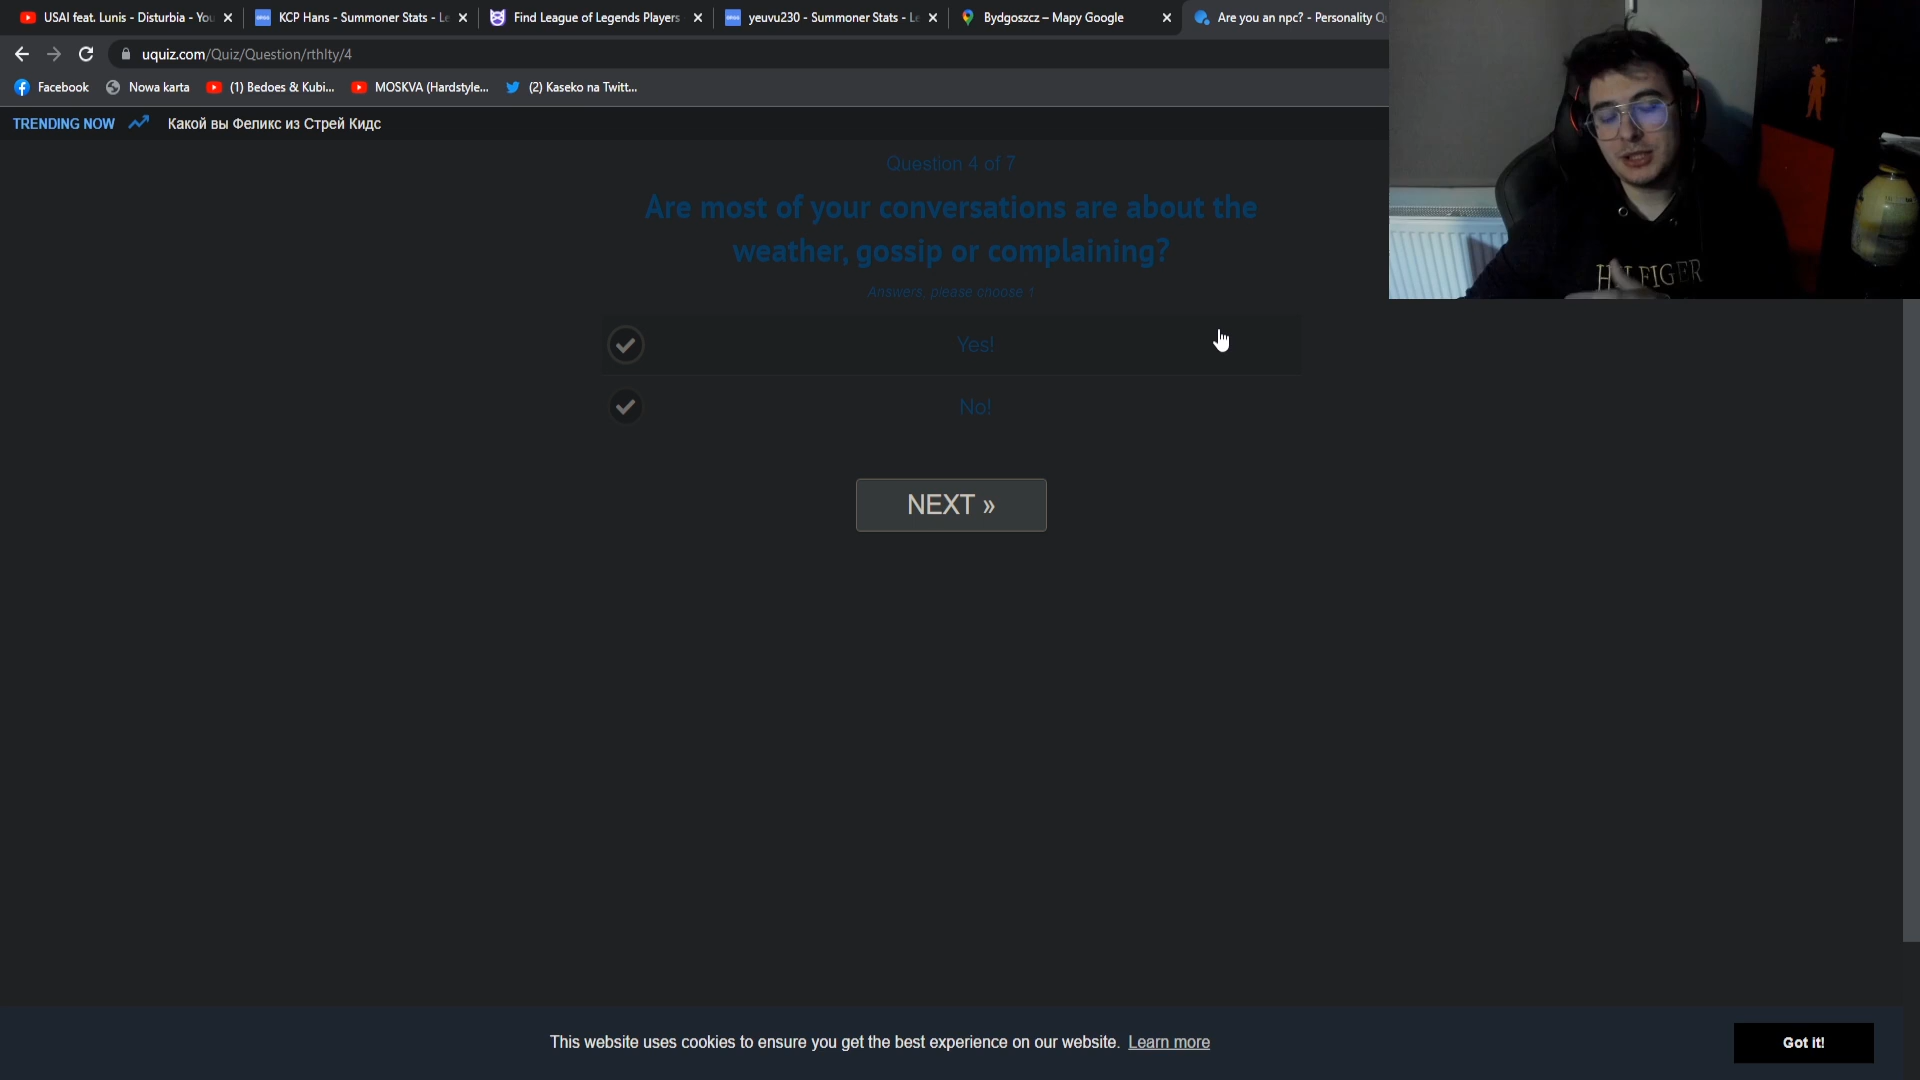 USAI feat. Lunis - Disturbia - You
KCP Hans - Summoner Stats - Le
Find League of Legends Players
yeuvu230 - Summoner Stats - Le
Bydgoszcz – Mapy Google
Are you an npc? - Personality Q
uquiz.com/Quiz/Question/rthlty/4
Facebook
Nowa karta
(1) Bedoes & Kubi...
MOSKVA (Hardstyle...
(2) Kaseko na Twitt...
TRENDING NOW
Какой вы Феликс из Стрей Кидс
Question 4 of 7
Are most of your conversations are about the
weather, gossip or complaining?
Answers, please choose 1
Yes!
No!
NEXT »
This website uses cookies to ensure you get the best experience on our website. Learn more
Got it!